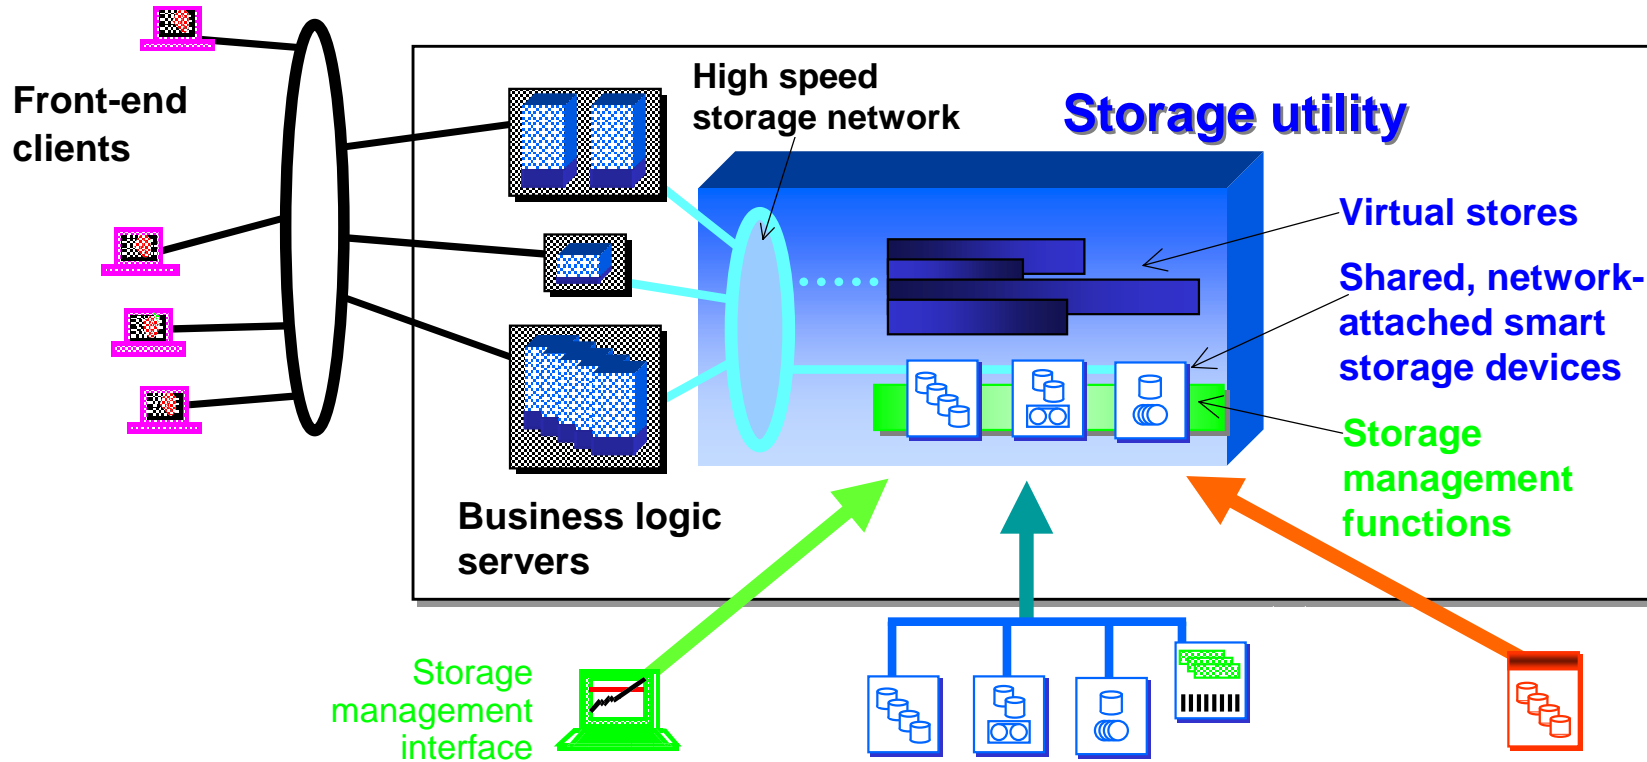 Front-end
clients
High speed
storage network
Storage utility
Virtual stores
Shared, network-
attached smart
storage devices
Storage
management
functions
Business logic
servers
Storage
management
interface